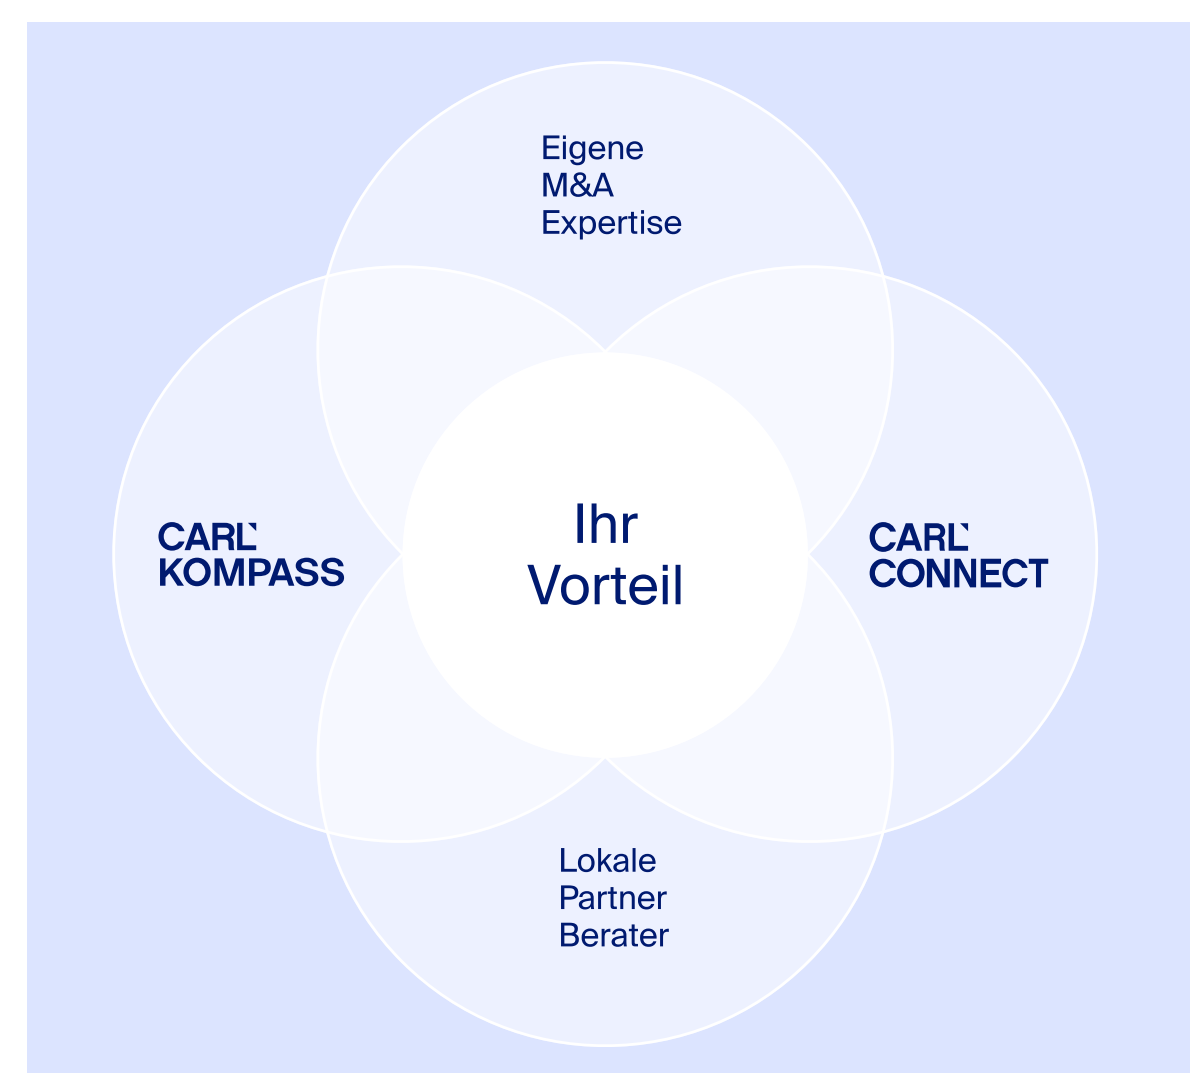 Eigene
M&A
Expertise
CARL
KOMPASS
Ihr
Vorteil
CARL
CONNECT
Lokale
Partner
Berater